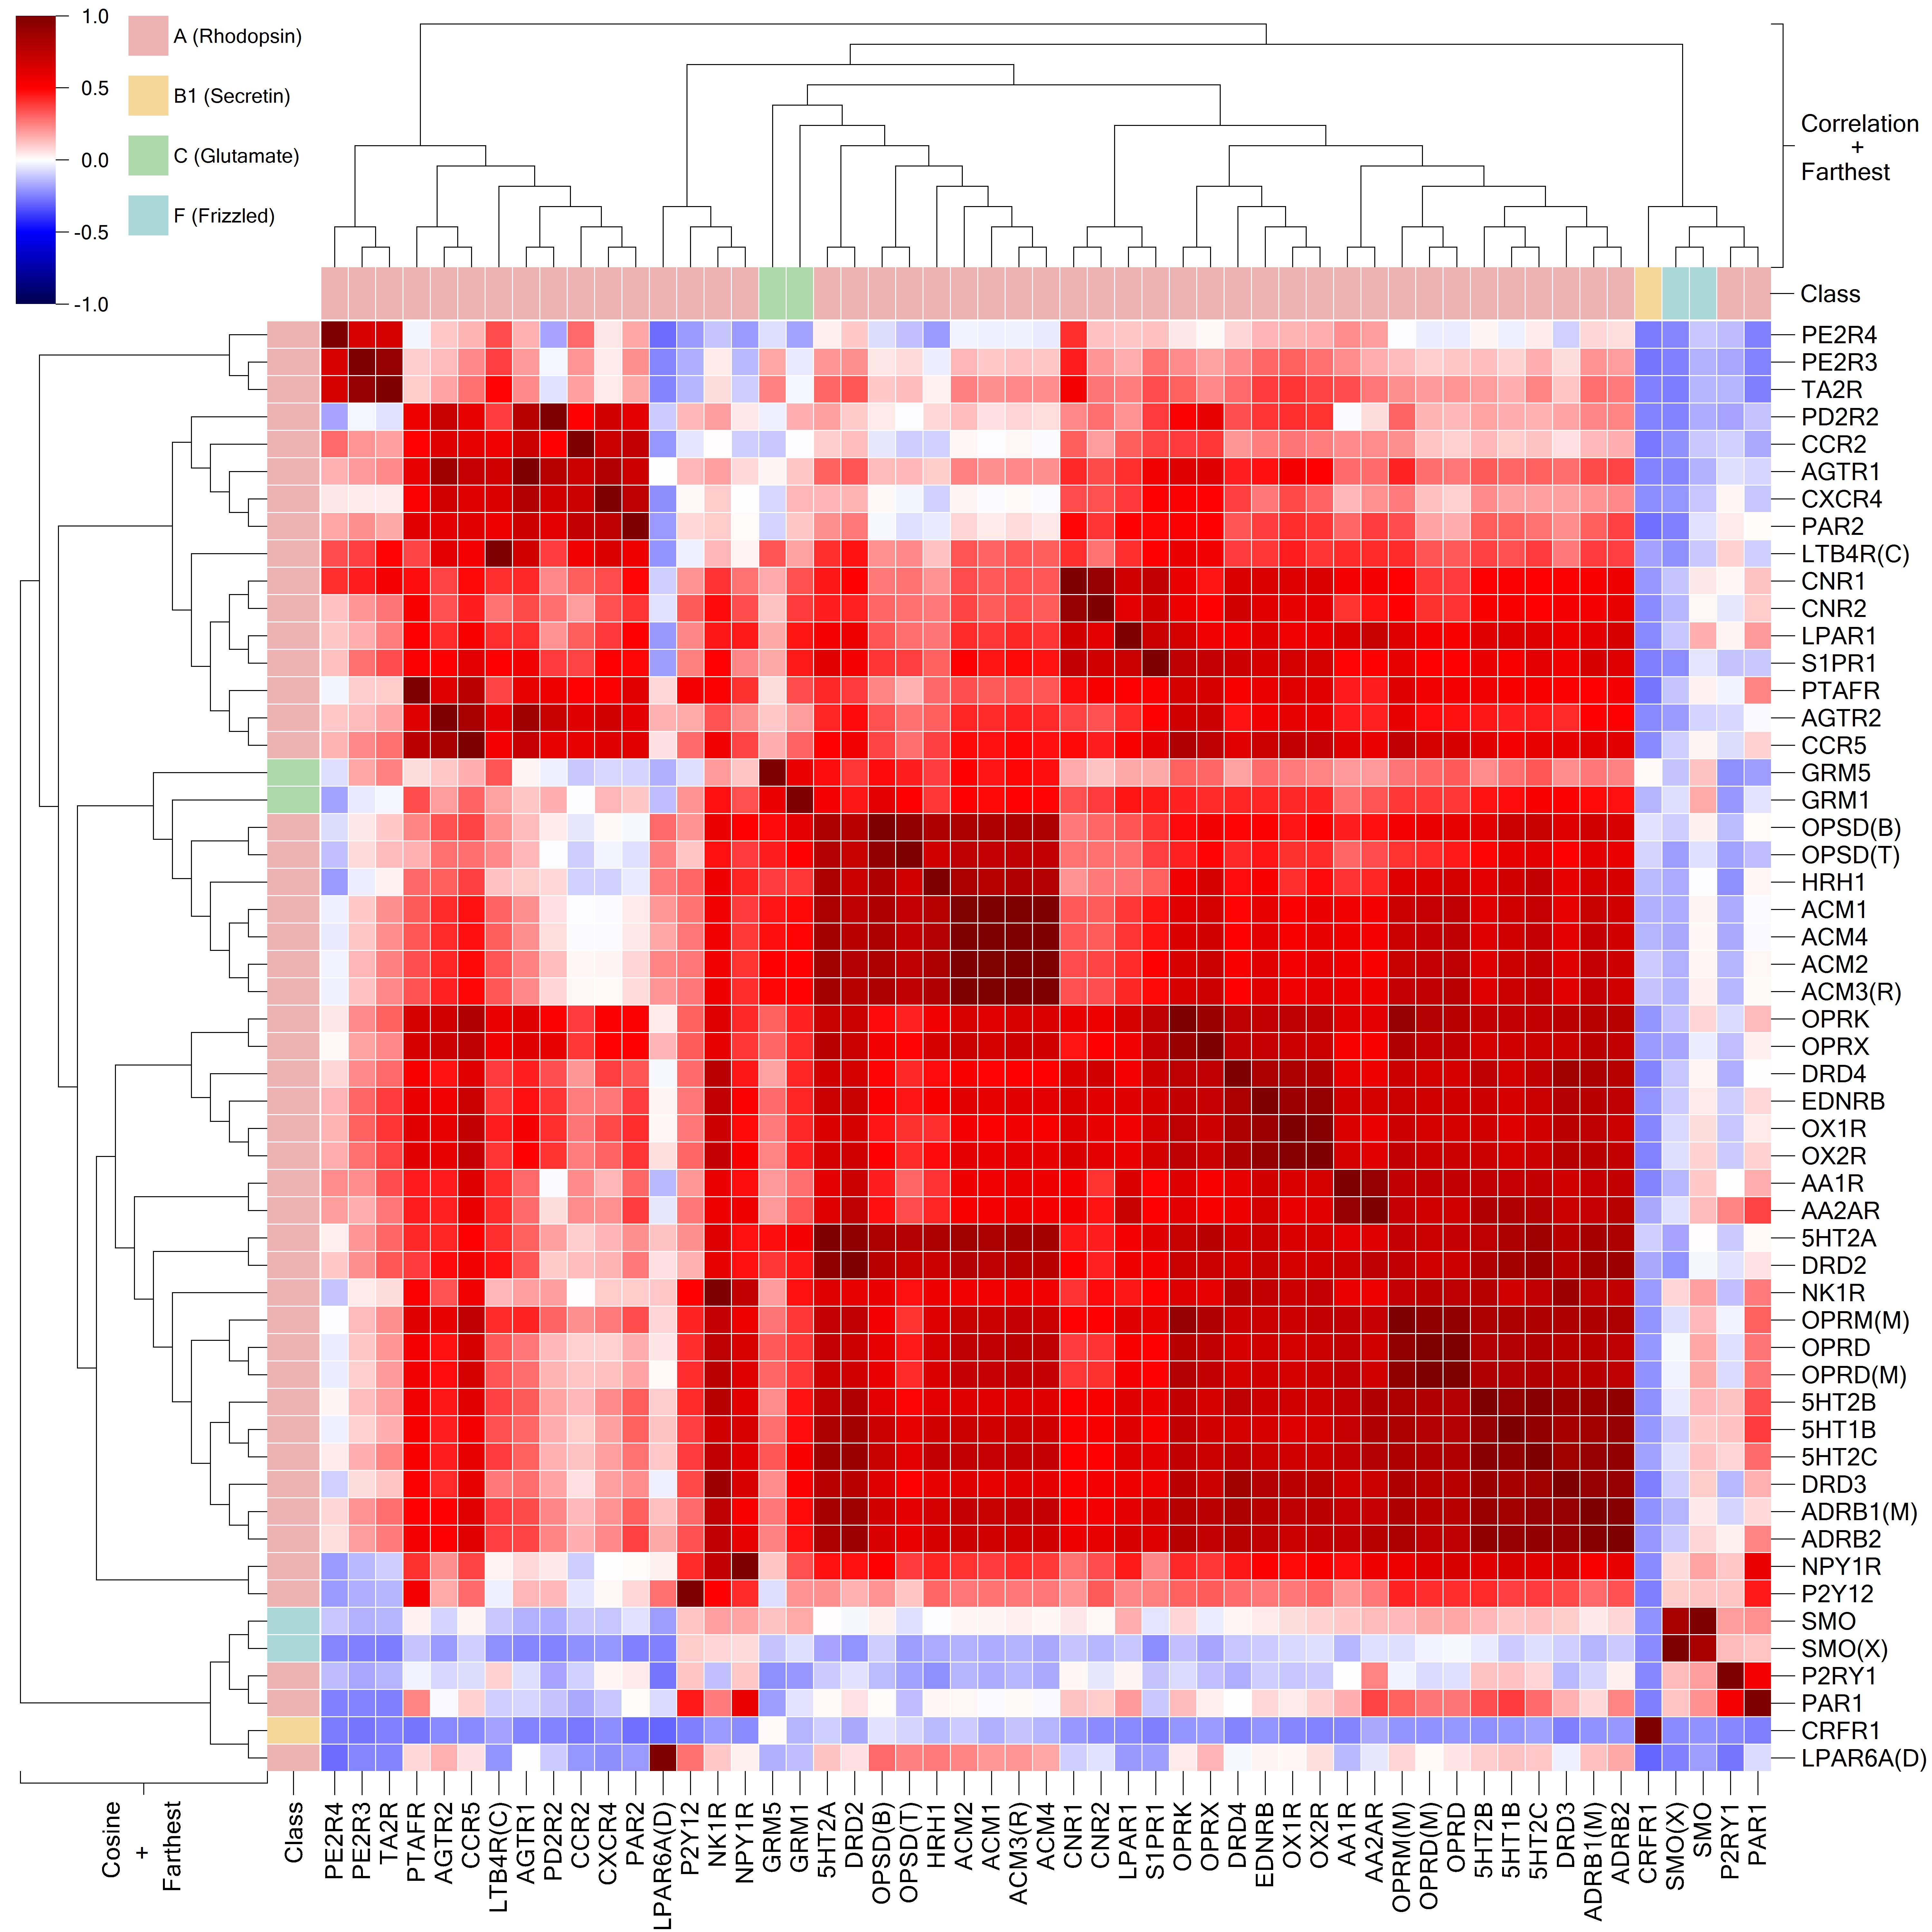 1.0
0.5
0.0
-0.5
-1.0
A (Rhodopsin)
B1 (Secretin)
C (Glutamate)
F (Frizzled)
Correlation
+
Farthest
Class
PE2R4
PE2R3
TA2R
PD2R2
CCR2
AGTR1
CXCR4
PAR2
LTB4R(C)
CNR1
CNR2
LPAR1
S1PR1
PTAFR
AGTR2
CCR5
GRM5
GRM1
OPSD(B)
OPSD(T)
HRH1
ACM1
ACM4
ACM2
ACM3(R)
OPRK
OPRX
DRD4
EDNRB
OX1R
OX2R
AA1R
AA2AR
5HT2A
DRD2
NK1R
OPRM(M)
OPRD
OPRD(M)
5HT2B
5HT1B
5HT2C
DRD3
ADRB1(M)
ADRB2
NPY1R
P2Y12
SMO
SMO(X)
P2RY1
PAR1
CRFR1
LPAR6A(D)
Cosine
+
Farthest
Class
PE2R4
PE2R3
TA2R
PTAFR
AGTR2
CCR5
LTB4R(C)
AGTR1
PD2R2
CCR2
CXCR4
PAR2
LPAR6A(D)
P2Y12
NK1R
NPY1R
GRM5
GRM1
5HT2A
DRD2
OPSD(B)
OPSD(T)
HRH1
ACM2
ACM1
ACM3(R)
ACM4
CNR1
CNR2
LPAR1
S1PR1
OPRK
OPRX
DRD4
EDNRB
OX1R
OX2R
AA1R
AA2AR
OPRM(M)
OPRD(M)
OPRD
5HT2B
5HT1B
5HT2C
DRD3
ADRB1(M)
ADRB2
CRFR1
SMO(X)
SMO
P2RY1
PAR1